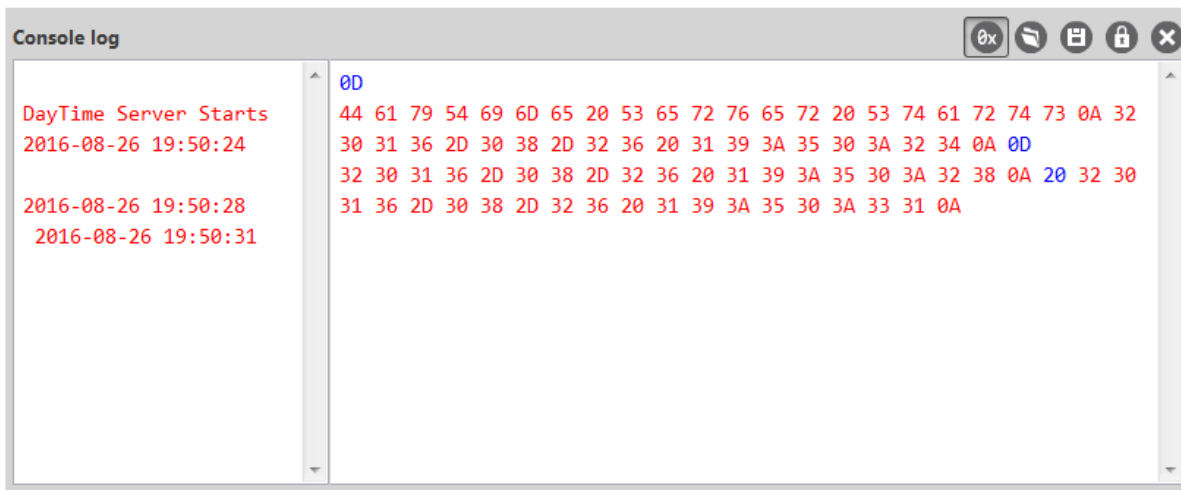 Console log
0x
DayTime Server Starts
2016-08-26 19:50:24
2016-08-26 19:50:28
2016-08-26 19:50:31
0D
44 61 79 54 69 6D 65 20 53 65 72 76 65 72 20 53 74 61 72 74 73 0A 32
30 31 36 2D 30 38 2D 32 36 20 31 39 3A 35 30 3A 32 34 0A 0D
32 30 31 36 2D 30 38 2D 32 36 20 31 39 3A 35 30 3A 32 38 0A 20 32 30
31 36 2D 30 38 2D 32 36 20 31 39 3A 35 30 3A 33 31 0A